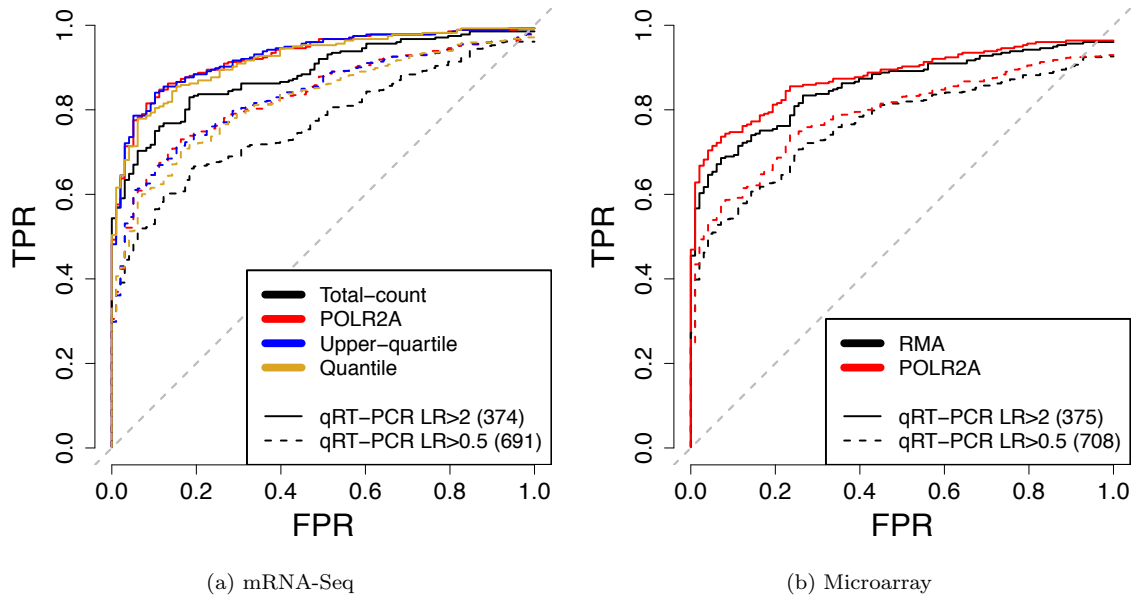 TPR
1.0
0.8
0.6
0.4
0.2
0.0
Total−count
POLR2A
Upper−quartile
Quantile
qRT−PCR LR>2 (374)
qRT−PCR LR>0.5 (691)
0.0 0.2 0.4 0.6 0.8 1.0
FPR
(a) mRNA-Seq
TPR
1.0
0.8
0.6
0.4
0.2
0.0
RMA
POLR2A
qRT−PCR LR>2 (375)
qRT−PCR LR>0.5 (708)
0.0 0.2 0.4 0.6 0.8 1.0
FPR
(b) Microarray